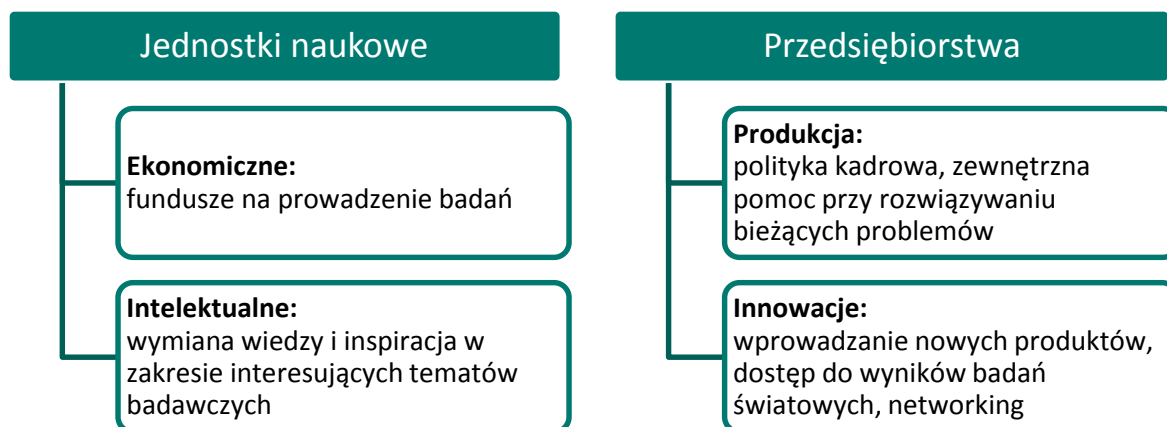 Jednostki naukowe
Ekonomiczne:
fundusze na prowadzenie badań
Intelektualne:
wymiana wiedzy i inspiracja w
zakresie interesujących tematów
badawczych
Przedsiębiorstwa
Produkcja:
polityka kadrowa, zewnętrzna
pomoc przy rozwiązywaniu
bieżących problemów
Innowacje:
wprowadzanie nowych produktów,
dostęp do wyników badań
światowych, networking